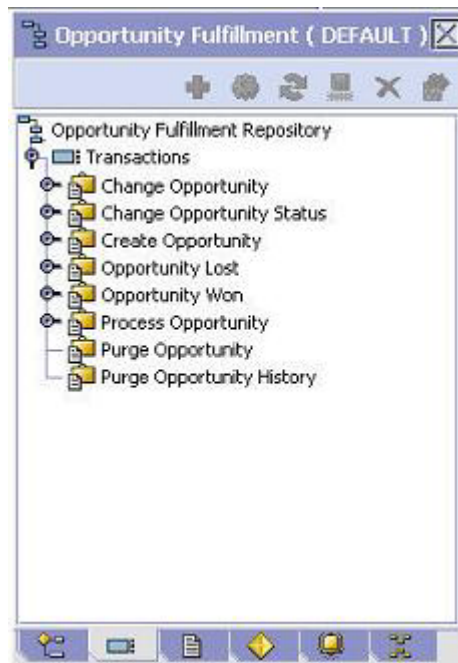 Opportunity Fulfillment ( DEFAULT )
Opportunity Fulfillment Repository
Transactions
Change Opportunity
Change Opportunity Status
Create Opportunity
Opportunity Lost
Opportunity Won
Process Opportunity
Purge Opportunity
Purge Opportunity History